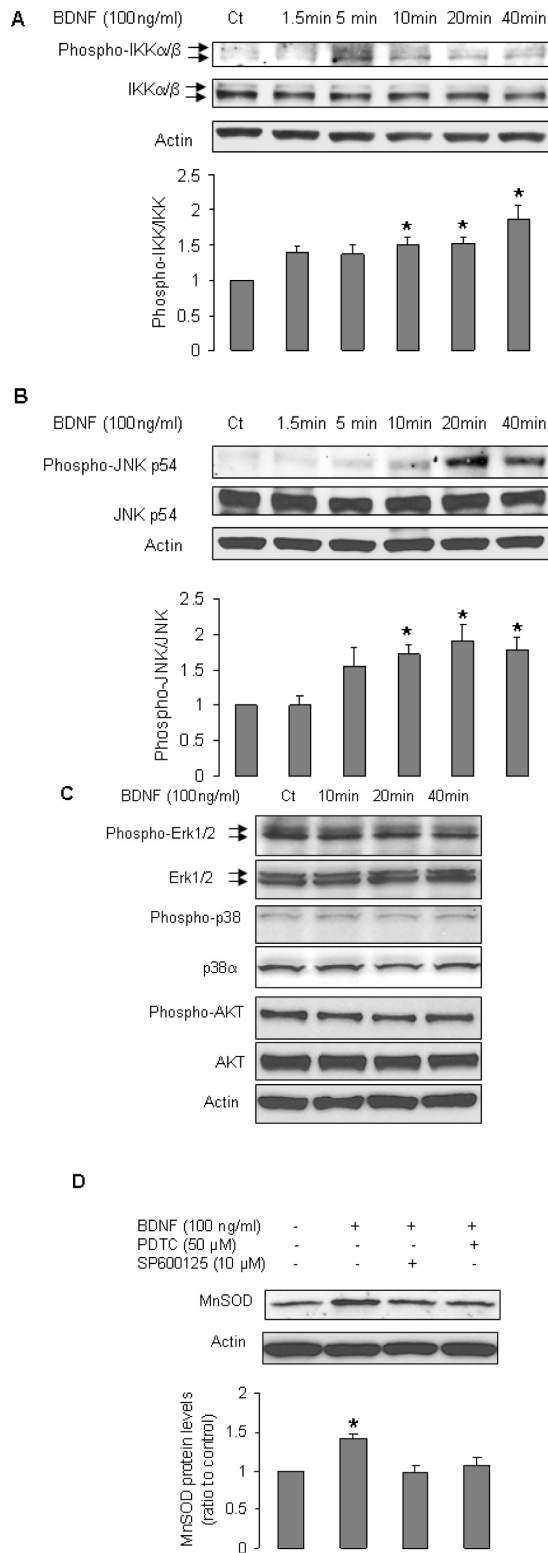 A
BDNF (100ng/ml) Ct 1.5min 5 min 10min 20min 40min
Phospho-IKKα/β
IKKα/β
Actin
2.5
2
1.5
1
0.5
0
Phospho-IKK/IKK
* * *
B
BDNF (100ng/ml) Ct 1.5min 5 min 10min 20min 40min
Phospho-JNK p54
JNK p54
Actin
2.5
2
1.5
1
0.5
0
Phospho-JNK/JNK
* * *
C
BDNF (100ng/ml) Ct 10min 20min 40min
Phospho-Erk1/2
Erk1/2
Phospho-p38
p38α
Phospho-AKT
AKT
Actin
D
BDNF (100 ng/ml) - + + +
PDTC (50 µM) - - - +
SP600125 (10 µM) - - + -
MnSOD
Actin
2
1.5
1
0.5
0
MnSOD protein levels
(ratio to control)
*